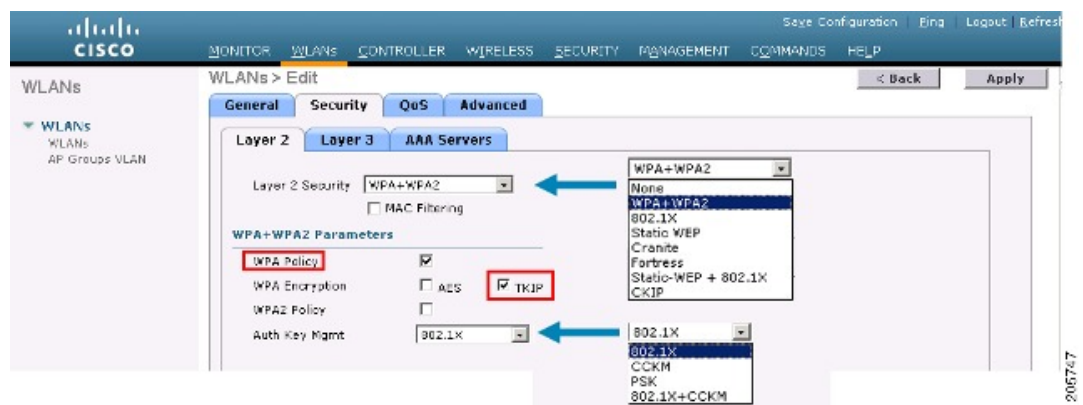 Save Configuration | Ping | Logout | Refresh
CISCO
MONITOR WLANs CONTROLLER WIRELESS SECURITY MANAGEMENT COMMANDS HELP
WLANs
WLANs > Edit
< Back
Apply
General Security QoS Advanced
WLANs
WLANs
AP Groups VLAN
Layer 2 Layer 3 AAA Servers
Layer 2 Security WPA+WPA2
MAC Filtering
WPA+WPA2
None
WPA+WPA2
802.1X
Static WEP
Cranite
Fortress
Static-WEP + 802.1X
CKIP
WPA+WPA2 Parameters
WPA Policy
WPA Encryption AES TKIP
WPA2 Policy
Auth Key Mgmt 802.1X
802.1X
802.1X
CCKM
PSK
802.1X+CCKM
205747